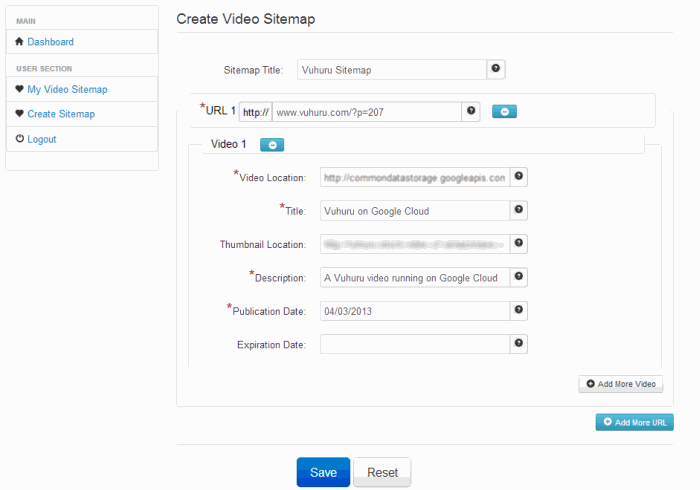 MAIN
Dashboard
USER SECTION
My Video Sitemap
Create Sitemap
Logout
Create Video Sitemap
Sitemap Title: Vuhuru Sitemap
*URL 1 http:// www.vuhuru.com/?p=207
Video 1
*Video Location: http://commondatastorage.googleapis.com
*Title: Vuhuru on Google Cloud
Thumbnail Location:
*Description: A Vuhuru video running on Google Cloud
*Publication Date: 04/03/2013
Expiration Date:
Add More Video
Add More URL
Save Reset